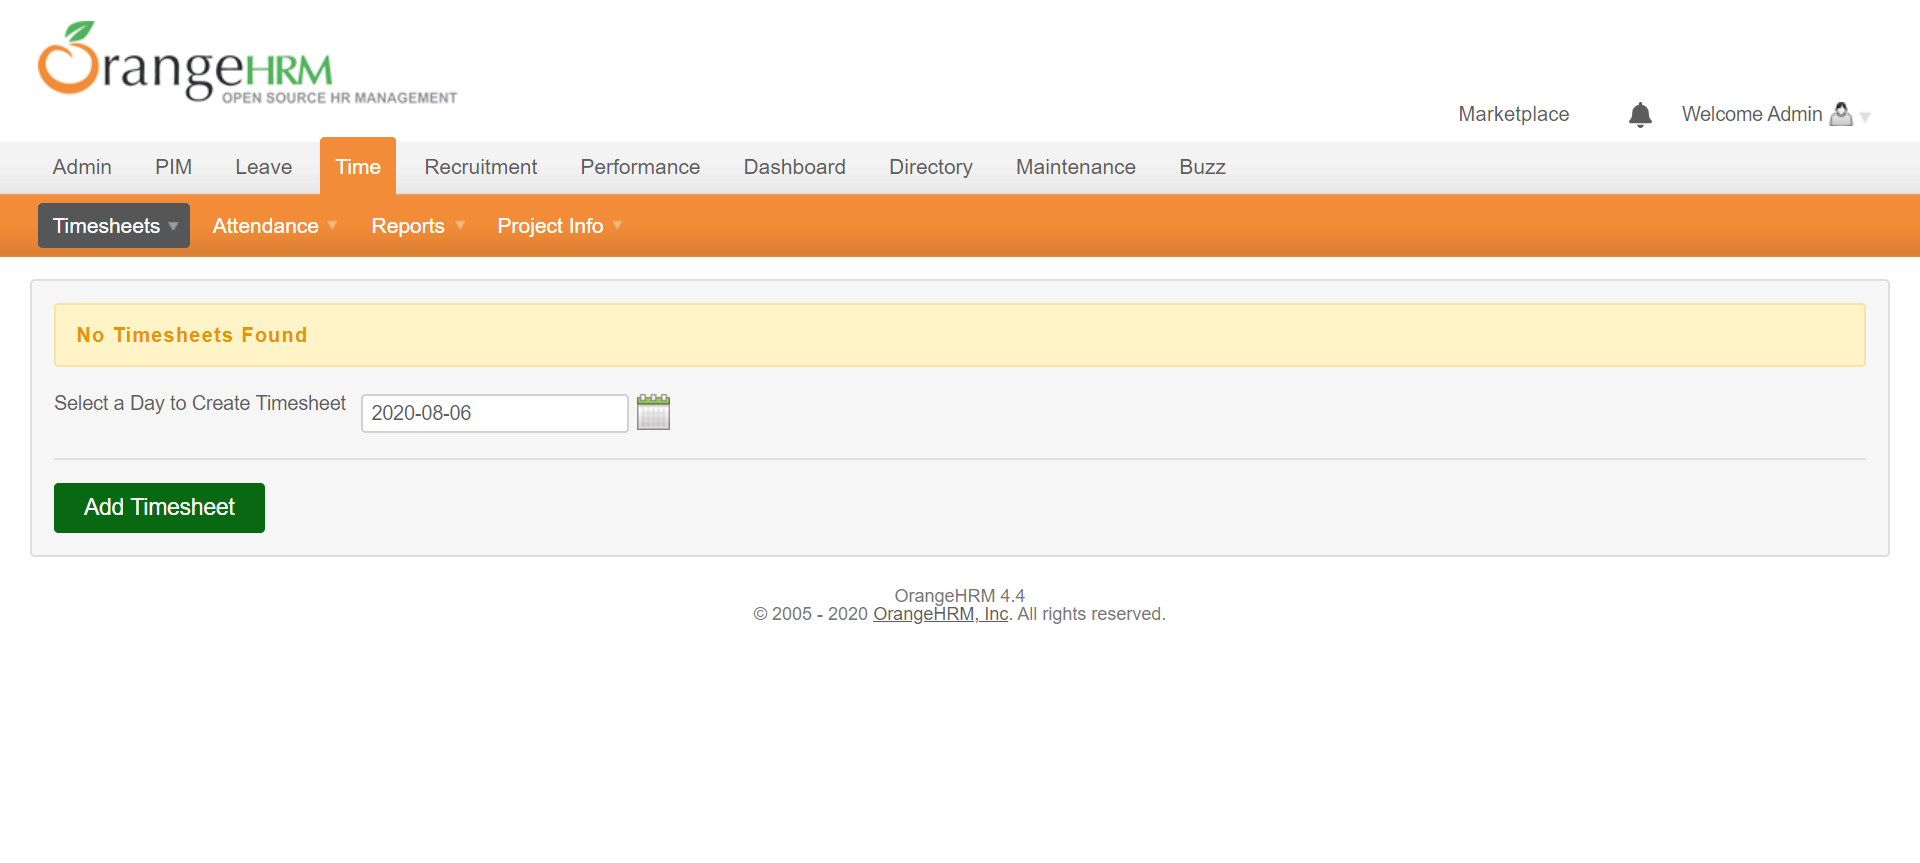 OrangeHRM
OPEN SOURCE HR MANAGEMENT
Marketplace Welcome Admin
Admin PIM Leave Time Recruitment Performance Dashboard Directory Maintenance Buzz
Timesheets Attendance Reports Project Info
No Timesheets Found
Select a Day to Create Timesheet 2020-08-06
Add Timesheet
OrangeHRM 4.4
© 2005 - 2020 OrangeHRM, Inc. All rights reserved.